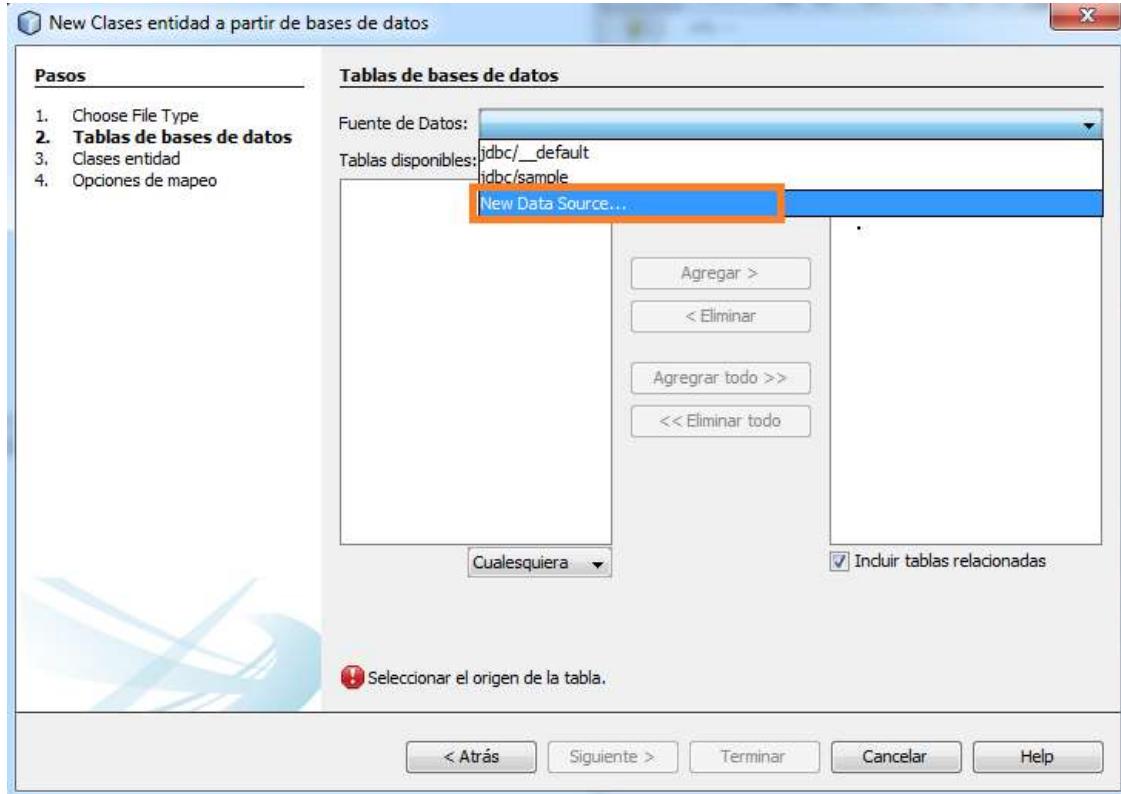 New Clases entidad a partir de bases de datos
Pasos
1. Choose File Type
2. Tablas de bases de datos
3. Clases entidad
4. Opciones de mapeo
Tablas de bases de datos
Fuente de Datos:
Tablas disponibles:
jdbc/__default
jdbc/sample
New Data Source...
Agregar >
< Eliminar
Agregrar todo >>
<< Eliminar todo
Cualesquiera
Incluir tablas relacionadas
Seleccionar el origen de la tabla.
< Atrás
Siguiente >
Terminar
Cancelar
Help